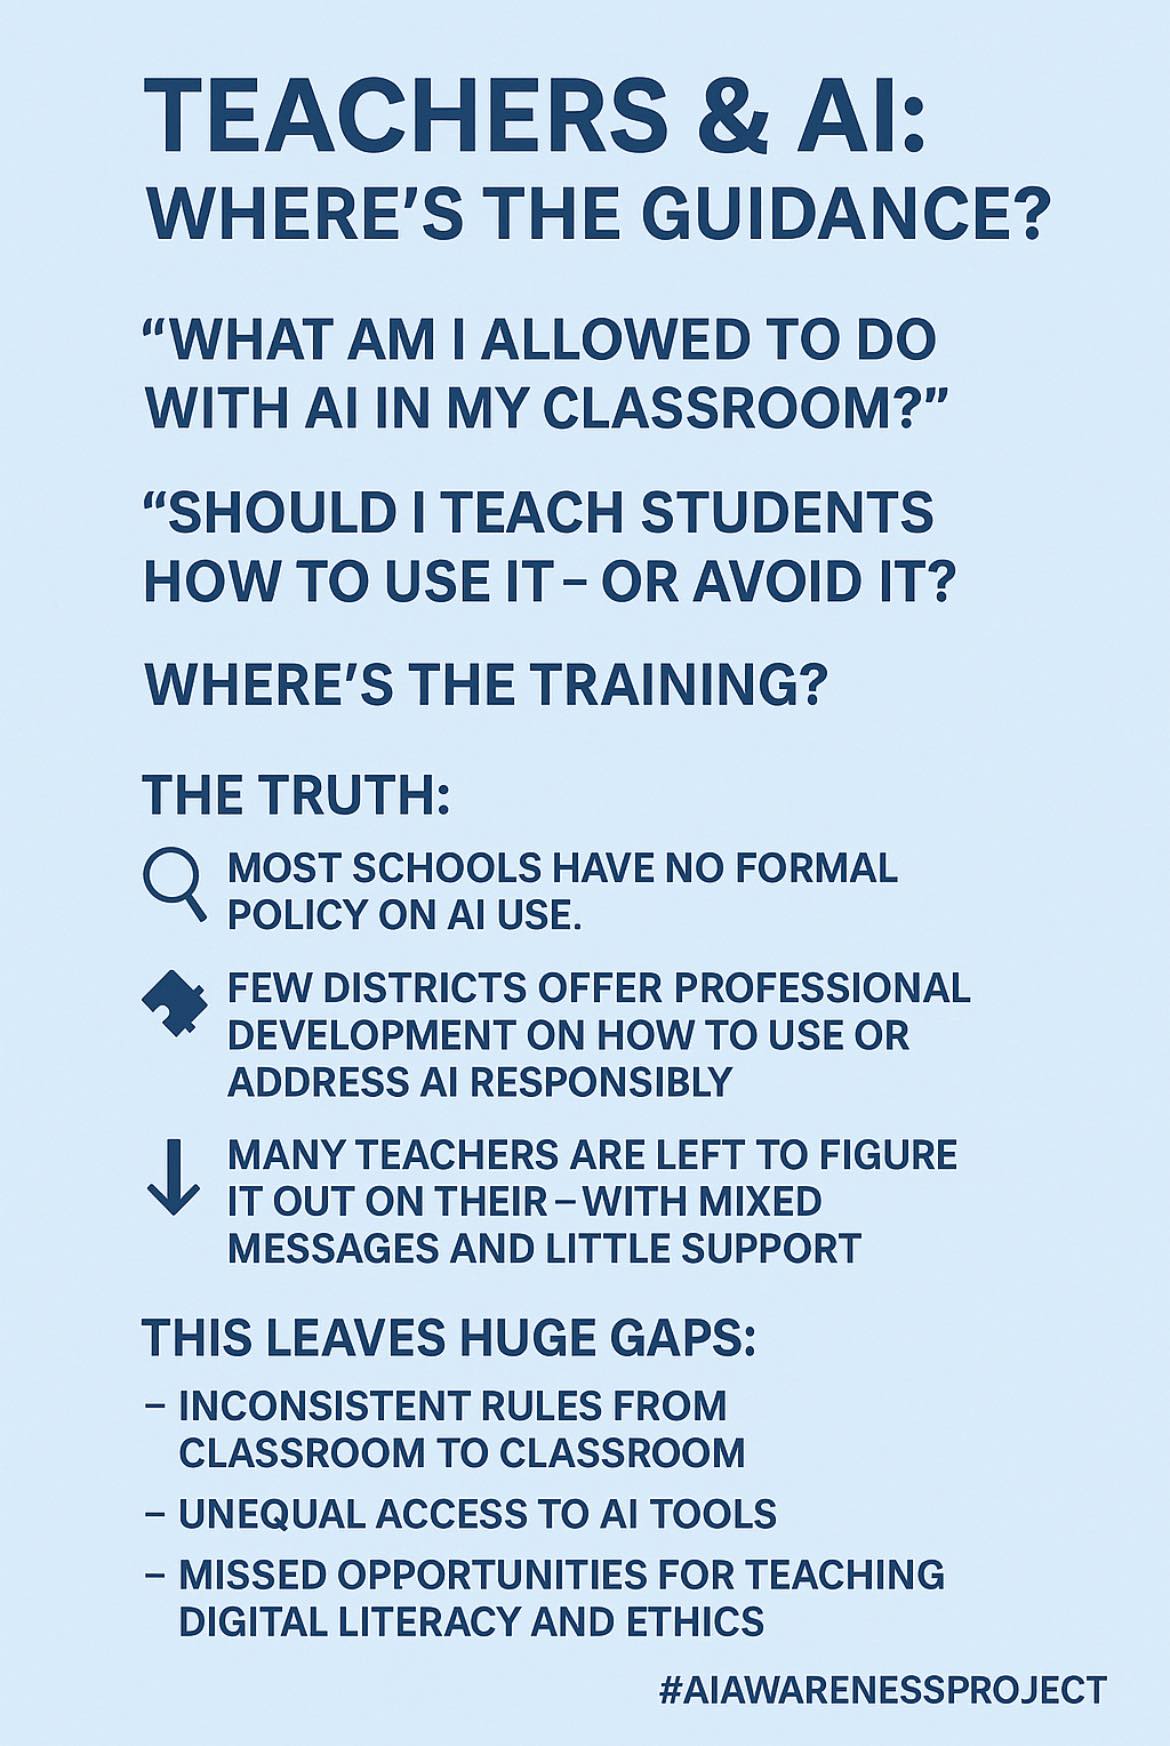 TEACHERS & AI:
WHERE’S THE GUIDANCE?
“WHAT AM I ALLOWED TO DO
WITH AI IN MY CLASSROOM?”
“SHOULD I TEACH STUDENTS
HOW TO USE IT – OR AVOID IT?
WHERE’S THE TRAINING?
THE TRUTH:
MOST SCHOOLS HAVE NO FORMAL
POLICY ON AI USE.
FEW DISTRICTS OFFER PROFESSIONAL
DEVELOPMENT ON HOW TO USE OR
ADDRESS AI RESPONSIBLY
MANY TEACHERS ARE LEFT TO FIGURE
IT OUT ON THEIR – WITH MIXED
MESSAGES AND LITTLE SUPPORT
THIS LEAVES HUGE GAPS:
– INCONSISTENT RULES FROM
CLASSROOM TO CLASSROOM
– UNEQUAL ACCESS TO AI TOOLS
– MISSED OPPORTUNITIES FOR TEACHING
DIGITAL LITERACY AND ETHICS
#AIAWARENESSPROJECT